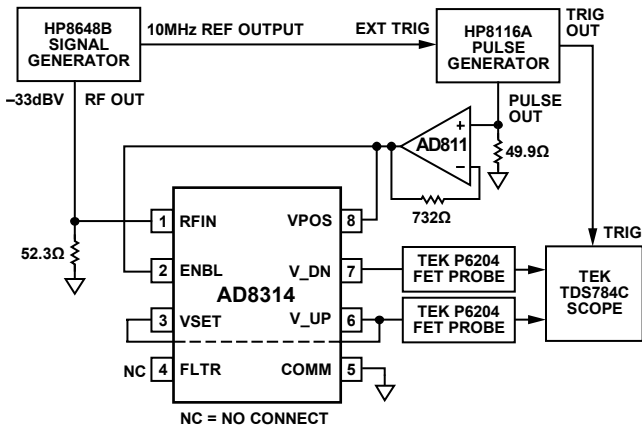 HP8648B
SIGNAL
GENERATOR
10MHz REF OUTPUT
EXT TRIG
HP8116A
PULSE
GENERATOR
TRIG
OUT
–33dBV
RF OUT
PULSE
OUT
+
AD811
–
49.9Ω
732Ω
52.3Ω
1 RFIN
VPOS 8
2 ENBL
V_DN 7
AD8314
3 VSET
V_UP 6
NC 4 FLTR
COMM 5
TEK P6204
FET PROBE
TEK P6204
FET PROBE
TRIG
TEK
TDS784C
SCOPE
NC = NO CONNECT